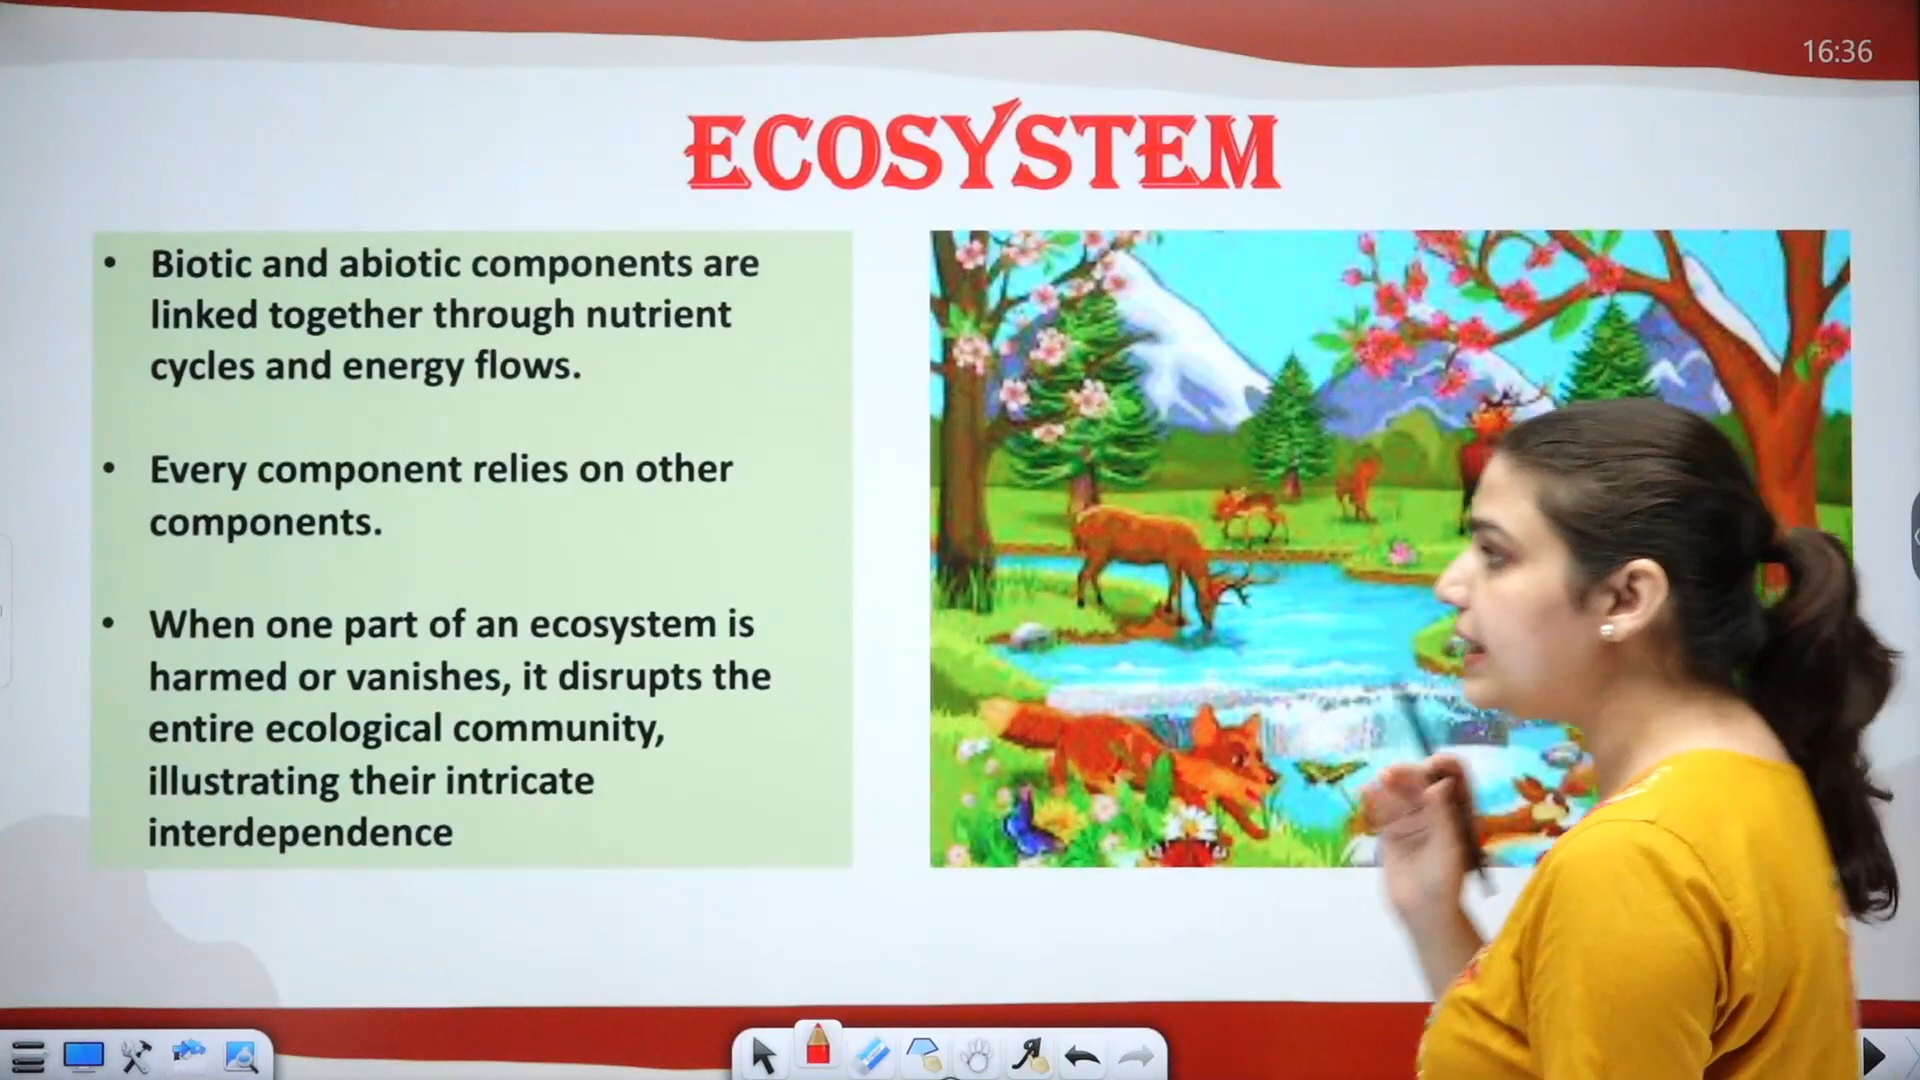 16:36
ECOSYSTEM
• Biotic and abiotic components are
linked together through nutrient
cycles and energy flows.
• Every component relies on other
components.
• When one part of an ecosystem is
harmed or vanishes, it disrupts the
entire ecological community,
illustrating their intricate
interdependence